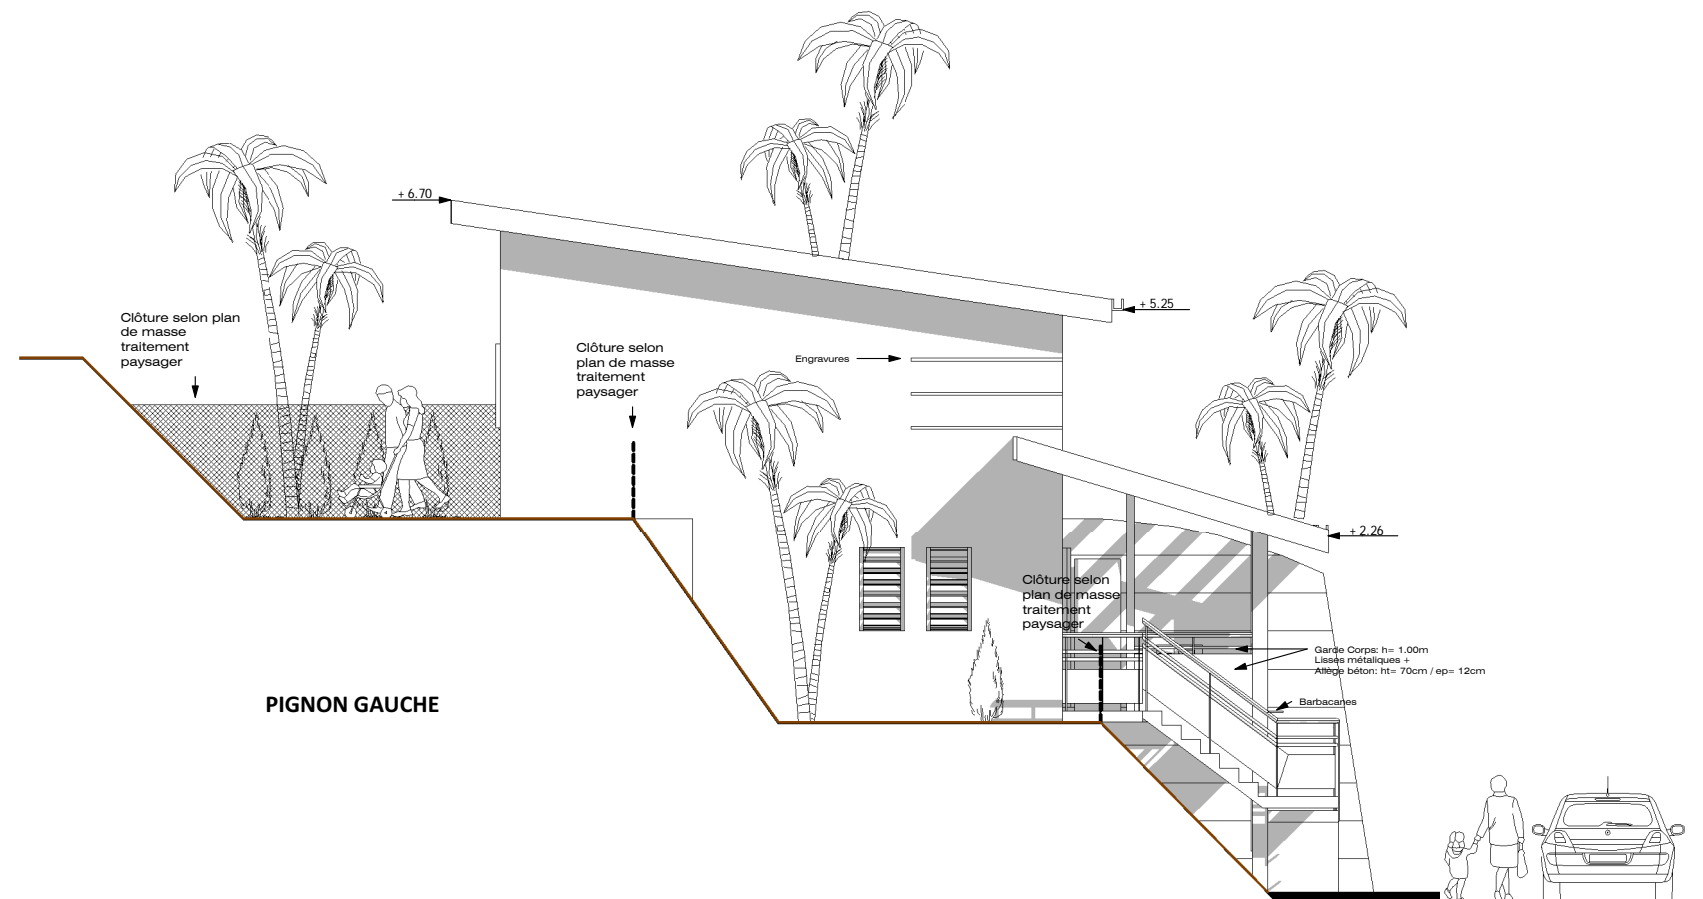 + 6.70
+ 5.25
Clôture selon plan
de masse
traitement
paysager
Clôture selon
plan de masse
traitement
paysager
Engravures
+ 2.26
Clôture selon
plan de masse
traitement
paysager
Garde Corps: h= 1.00m
Lisses métaliques +
Allège béton: ht= 70cm / ep= 12cm
Barbacanes
PIGNON GAUCHE